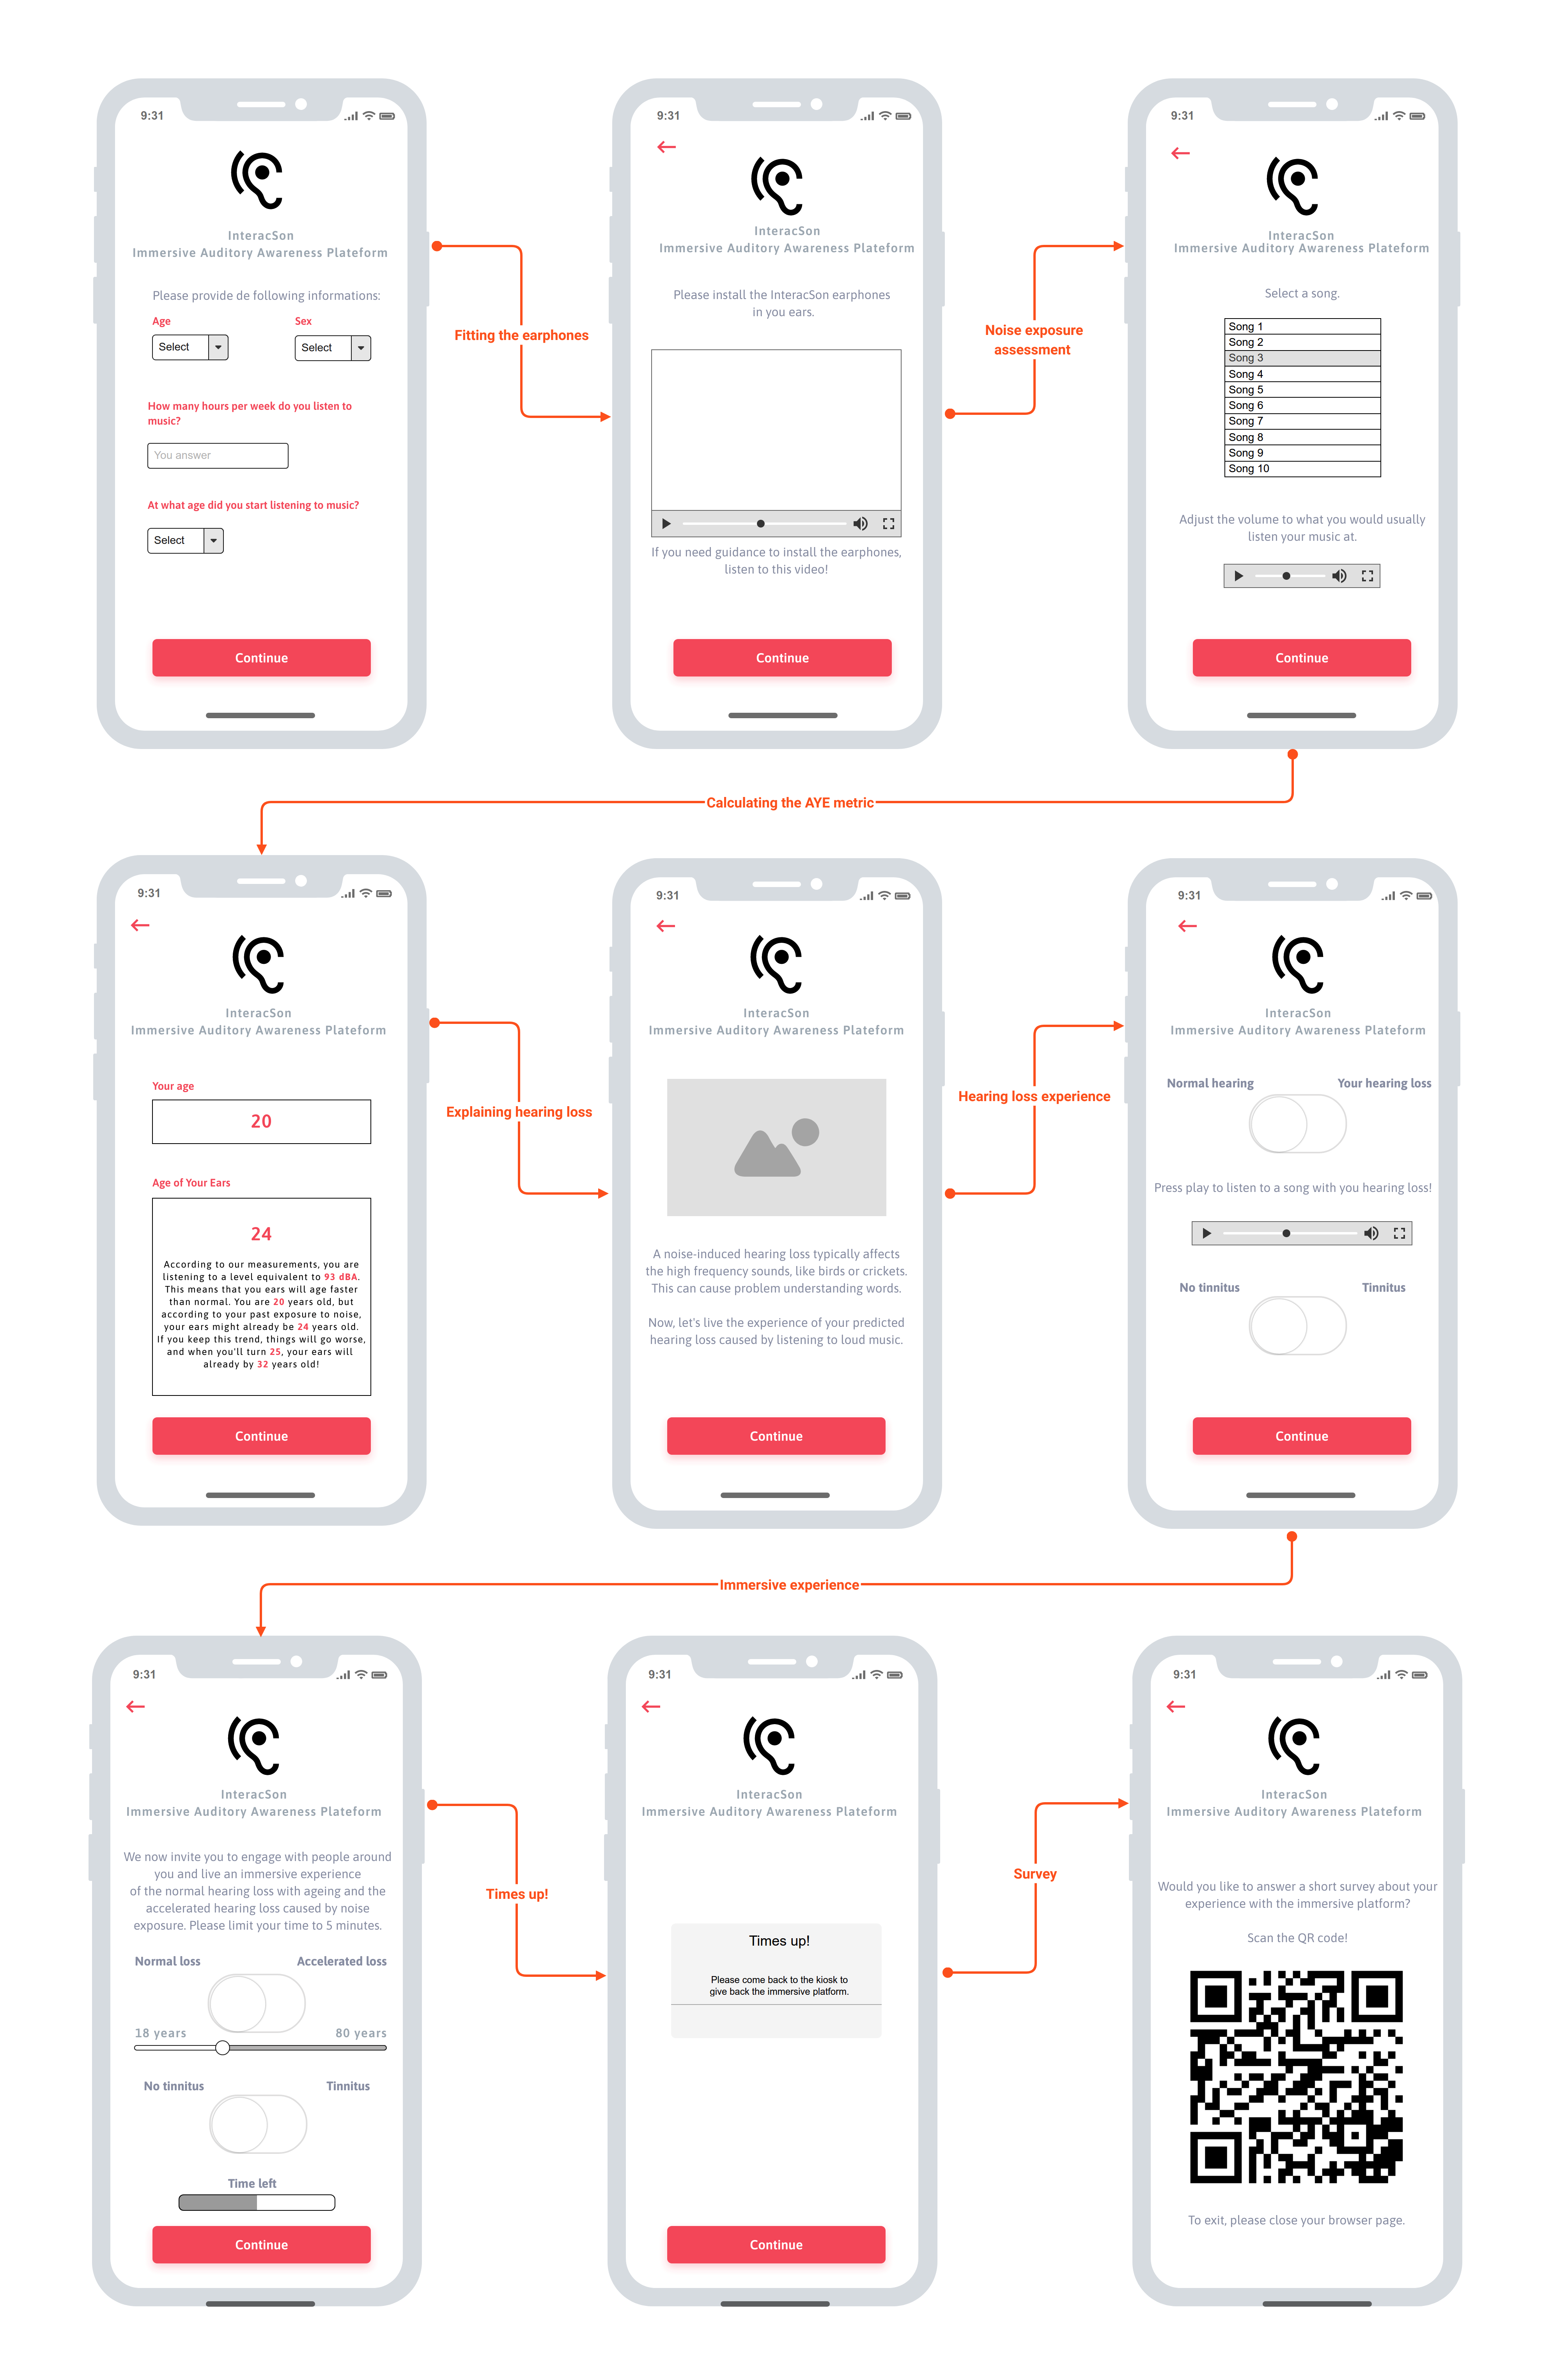 9:31
InteracSon
Immersive Auditory Awareness Plateform
Please provide de following informations:
Age
Sex
Select
Select
How many hours per week do you listen to
music?
You answer
At what age did you start listening to music?
Select
Continue
Fitting the earphones
9:31
InteracSon
Immersive Auditory Awareness Plateform
Please install the InteracSon earphones
in you ears.
If you need guidance to install the earphones,
listen to this video!
Continue
Noise exposure
assessment
9:31
InteracSon
Immersive Auditory Awareness Plateform
Select a song.
Song 1
Song 2
Song 3
Song 4
Song 5
Song 6
Song 7
Song 8
Song 9
Song 10
Adjust the volume to what you would usually
listen your music at.
Continue
Calculating the AYE metric
9:31
InteracSon
Immersive Auditory Awareness Plateform
Your age
20
Age of Your Ears
24
According to our measurements, you are
listening to a level equivalent to 93 dBA.
This means that you ears will age faster
than normal. You are 20 years old, but
according to your past exposure to noise,
your ears might already be 24 years old.
If you keep this trend, things will go worse,
and when you'll turn 25, your ears will
already by 32 years old!
Continue
Explaining hearing loss
9:31
InteracSon
Immersive Auditory Awareness Plateform
A noise-induced hearing loss typically affects
the high frequency sounds, like birds or crickets.
This can cause problem understanding words.
Now, let's live the experience of your predicted
hearing loss caused by listening to loud music.
Continue
Hearing loss experience
9:31
InteracSon
Immersive Auditory Awareness Plateform
Normal hearing
Your hearing loss
Press play to listen to a song with you hearing loss!
No tinnitus
Tinnitus
Continue
Immersive experience
9:31
InteracSon
Immersive Auditory Awareness Plateform
We now invite you to engage with people around
you and live an immersive experience
of the normal hearing loss with ageing and the
accelerated hearing loss caused by noise
exposure. Please limit your time to 5 minutes.
Normal loss
Accelerated loss
18 years
80 years
No tinnitus
Tinnitus
Time left
Continue
Times up!
9:31
InteracSon
Immersive Auditory Awareness Plateform
Times up!
Please come back to the kiosk to
give back the immersive platform.
Continue
Survey
9:31
InteracSon
Immersive Auditory Awareness Plateform
Would you like to answer a short survey about your
experience with the immersive platform?
Scan the QR code!
To exit, please close your browser page.